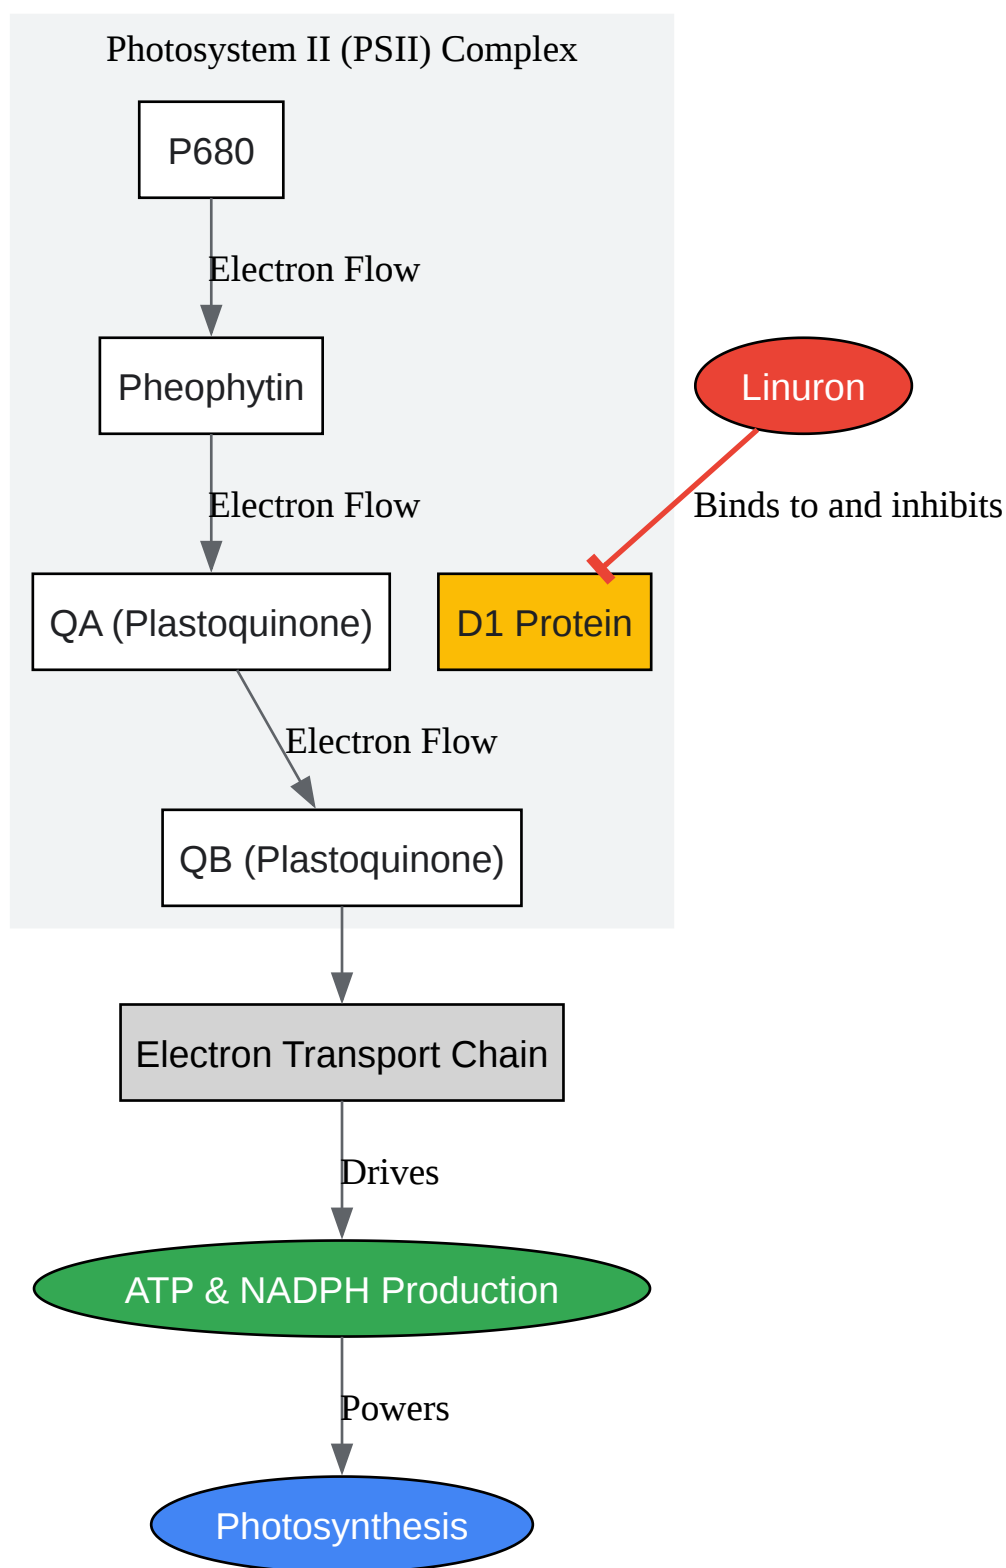 Photosystem II (PSII) Complex
P680
Electron Flow
Pheophytin
Linuron
Electron Flow
Binds to and inhibits
QA (Plastoquinone)
D1 Protein
Electron Flow
QB (Plastoquinone)
Electron Transport Chain
Drives
ATP & NADPH Production
Powers
Photosynthesis